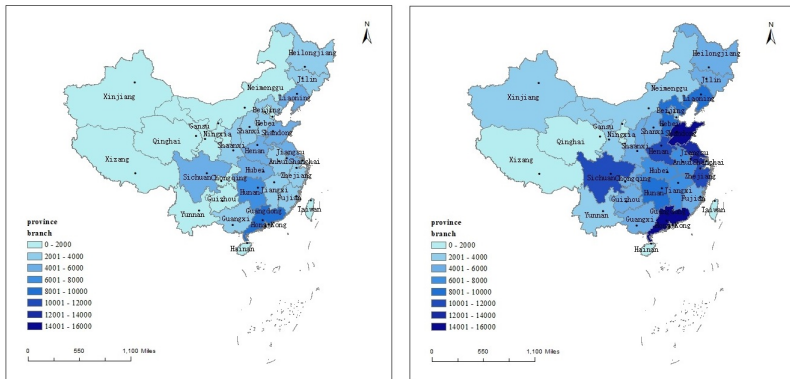 N
Heilongjiang
Jilin
Liaoning
Neimenggu
Xinjiang
Beijing
Tianjing
Hebei
Gansu
Ningxia
Shanxi
Shandong
Qinghai
Shaanxi
Henan
Jiangsu
Xizang
Anhui
Shanghai
Sichuan
Chongqing
Hubei
Zhejiang
Hunan
Jiangxi
Guizhou
Fujian
Yunnan
Guangxi
Guangdong
Taiwan
Hong Kong
Hainan
province
branch
0 - 2000
2001 - 4000
4001 - 6000
6001 - 8000
8001 - 10000
10001 - 12000
12001 - 14000
14001 - 16000
0 550 1,100 Miles
N
Heilongjiang
Jilin
Liaoning
Neimenggu
Xinjiang
Beijing
Hebei
Gansu
Ningxia
Shanxi
Qinghai
Shaanxi
Henan
Jiangsu
Xizang
Anhui
Shanghai
Sichuan
Chongqing
Hubei
Zhejiang
Hunan
Jiangxi
Guizhou
Fujian
Yunnan
Guangxi
Taiwan
Hainan
province
branch
0 - 2000
2001 - 4000
4001 - 6000
6001 - 8000
8001 - 10000
10001 - 12000
12001 - 14000
14001 - 16000
0 550 1,100 Miles